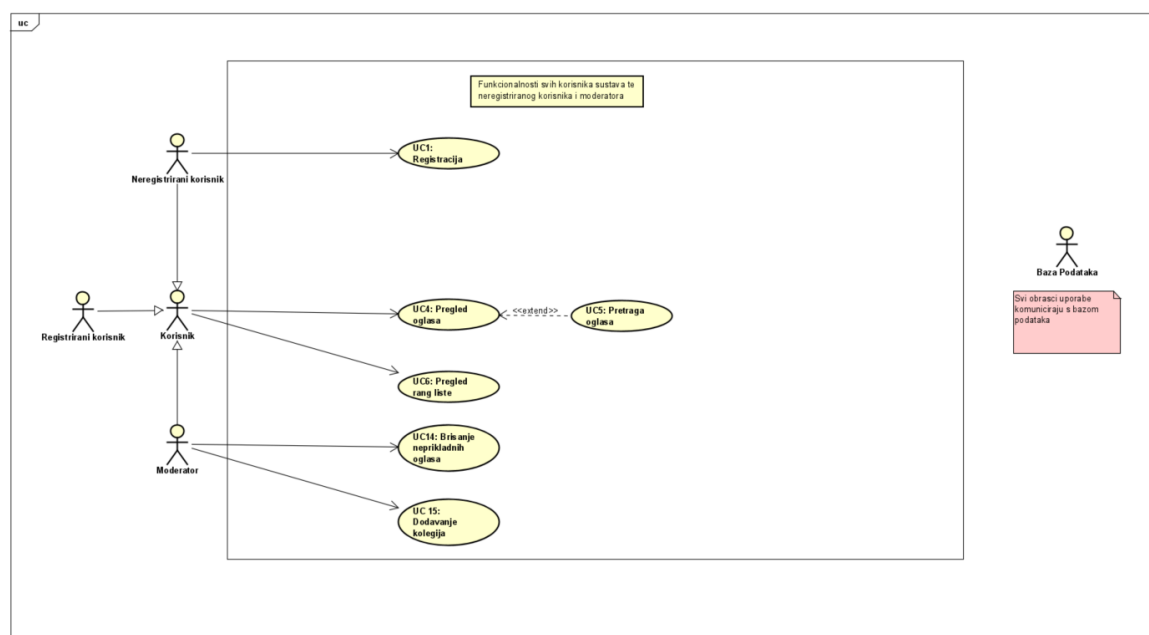 uc
Funkcionalnosti svih korisnika sustava te
neregistriranog korisnika i moderatora
UC1:
Registracija
Neregistrirani korisnik
Baza Podataka
Svi obrasci uporabe
komuniciraju s bazom
podataka
UC4: Pregled
oglasa
<<extend>>
UC5: Pretraga
oglasa
Registrirani korisnik
Korisnik
UC6: Pregled
rang liste
UC14: Brisanje
neprikladnih
oglasa
Moderator
UC 15:
Dodavanje
kolegija